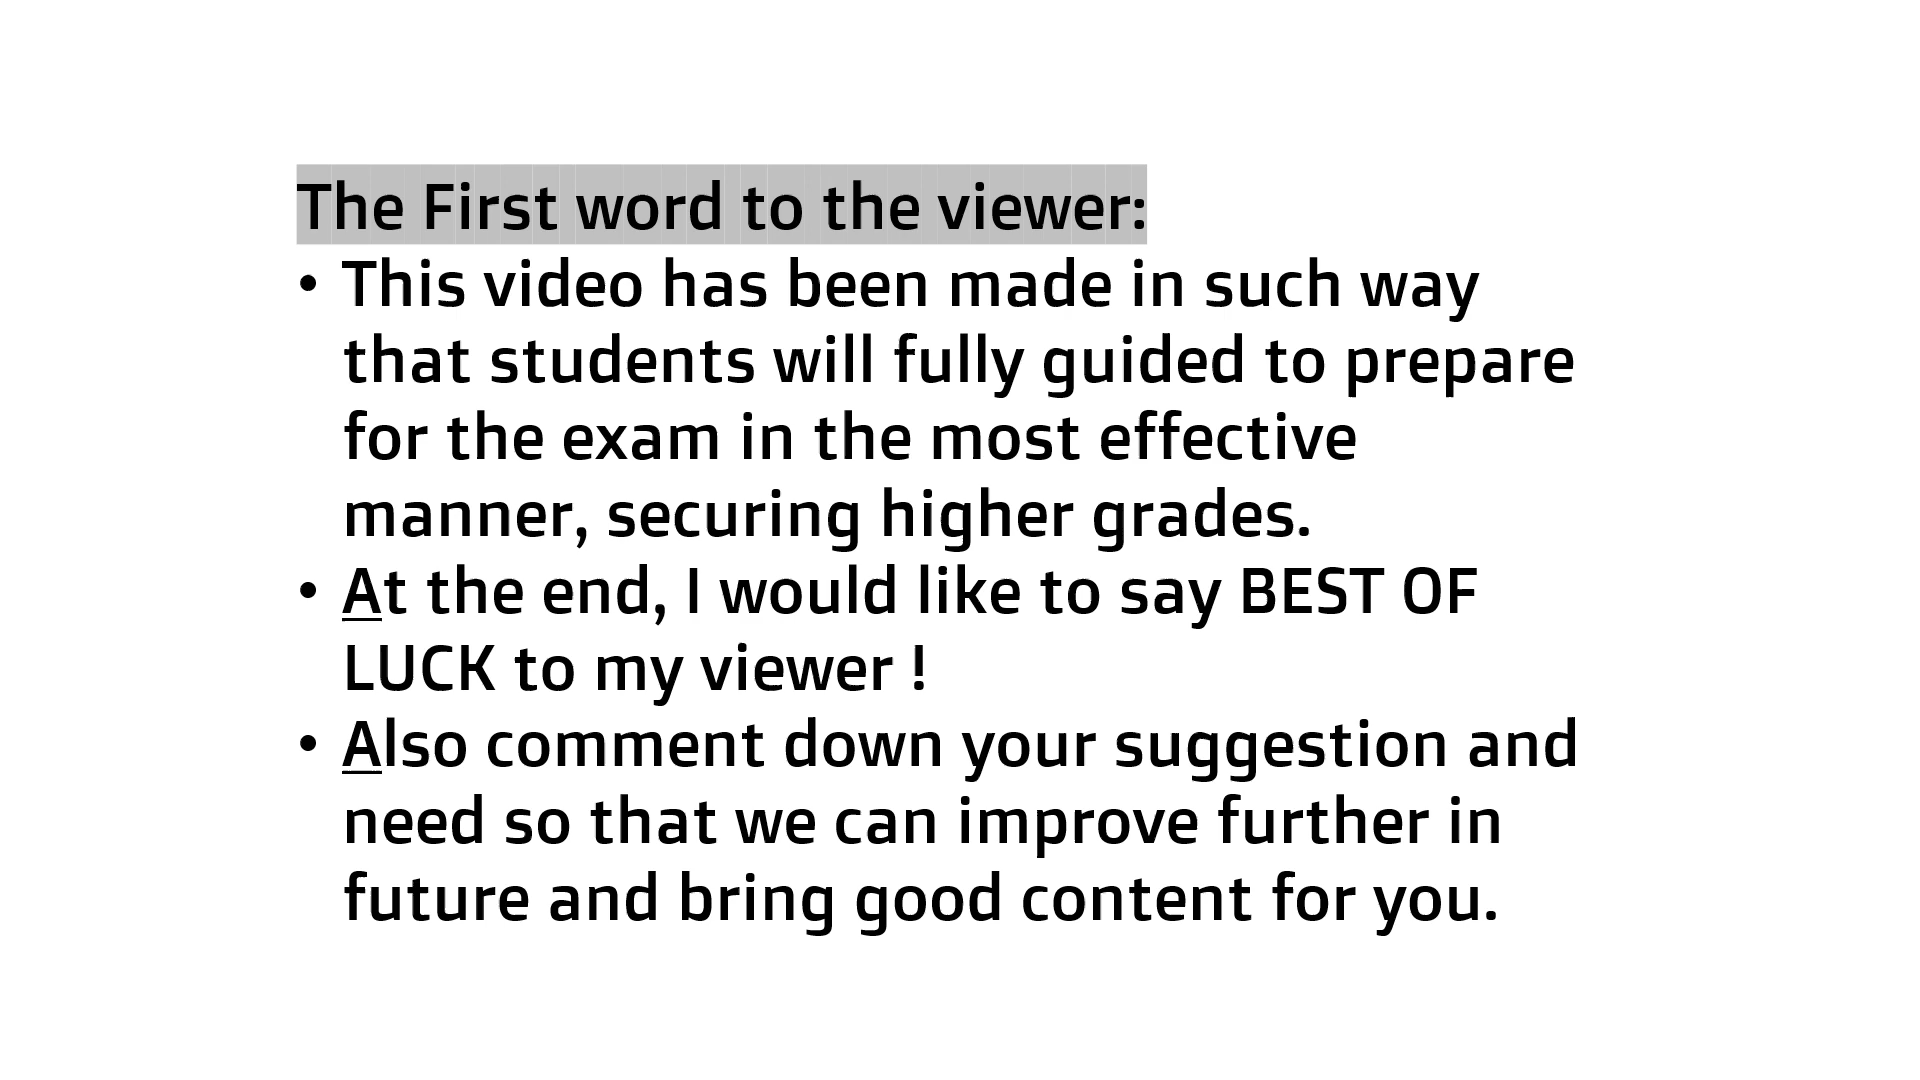 The First word to the viewer:
• This video has been made in such way
that students will fully guided to prepare
for the exam in the most effective
manner, securing higher grades.
• At the end, I would like to say BEST OF
LUCK to my viewer !
• Also comment down your suggestion and
need so that we can improve further in
future and bring good content for you.